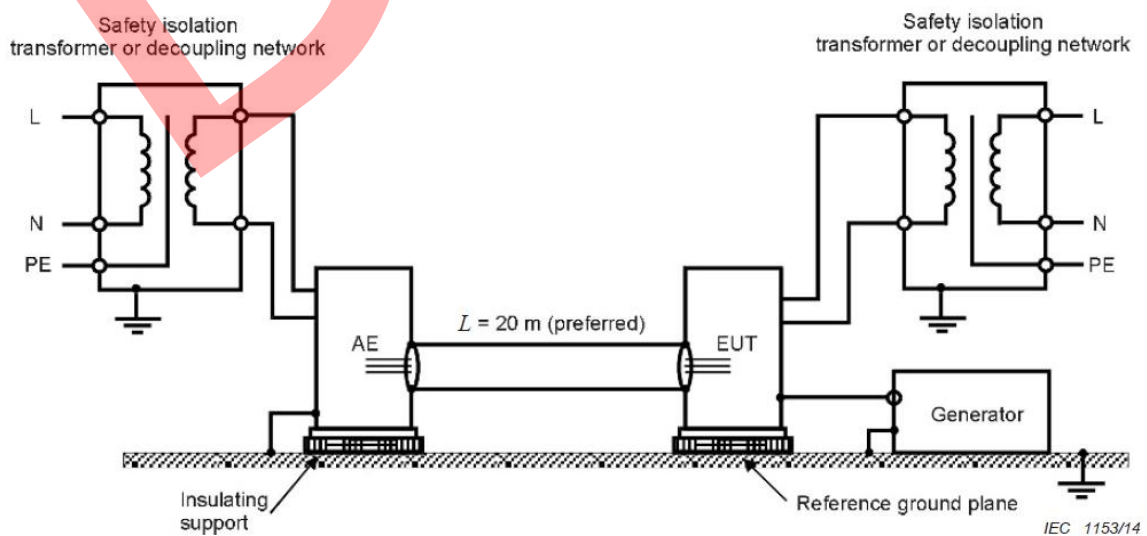 Safety isolation
transformer or decoupling network
Safety isolation
transformer or decoupling network
L
N
PE
L
N
PE
L = 20 m (preferred)
AE
EUT
Generator
Insulating
support
Reference ground plane
IEC 1153/14